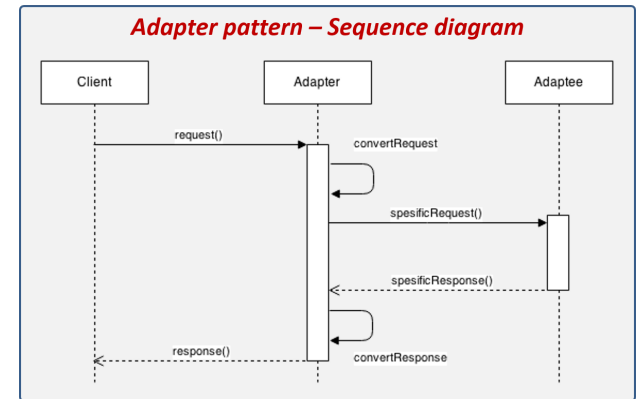 Adapter pattern – Sequence diagram
Client
Adapter
Adaptee
request()
convertRequest
spesificRequest()
spesificResponse()
response()
convertResponse